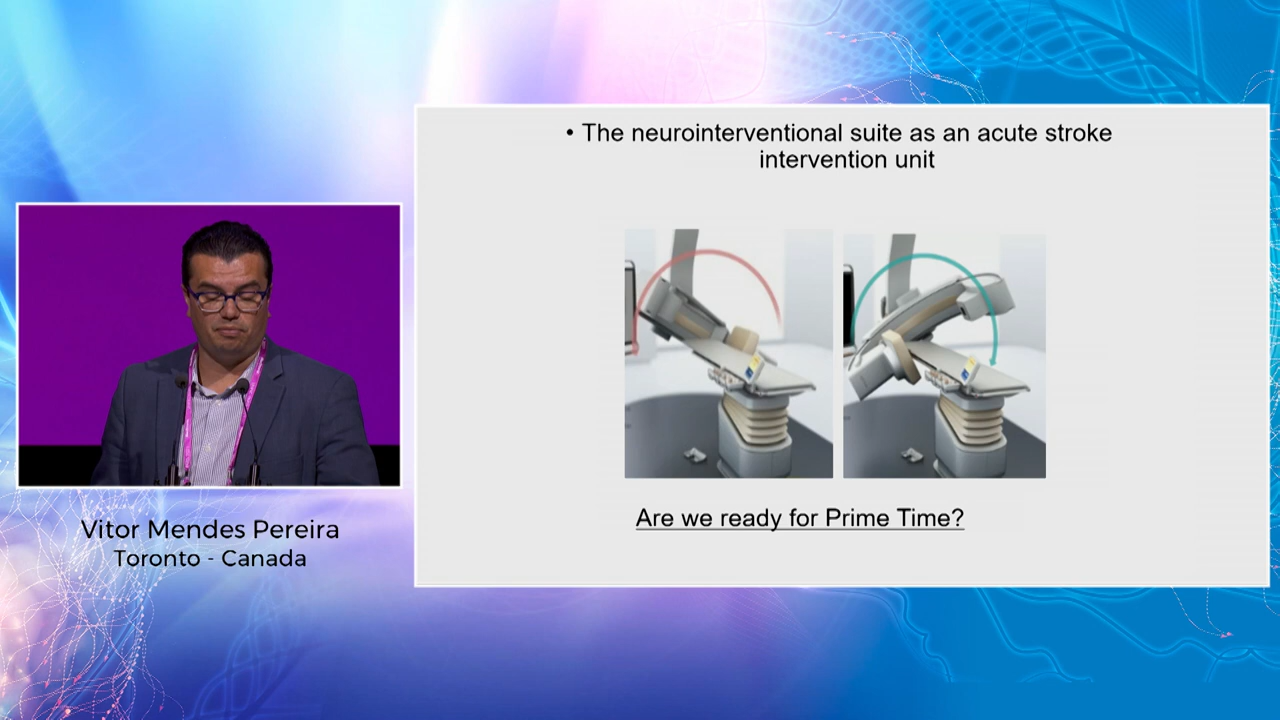 • The neurointerventional suite as an acute stroke
intervention unit
Are we ready for Prime Time?
Vitor Mendes Pereira
Toronto - Canada